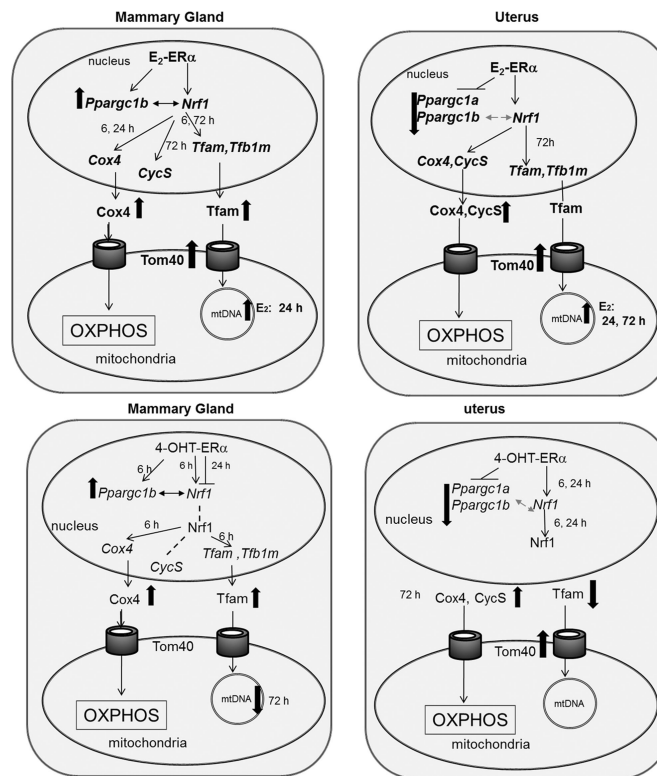 Mammary Gland
nucleus
E2-ERα
Ppargc1b
Nrf1
6, 24 h
6, 72 h
72 h
Cox4
CycS
Tfam,Tfb1m
Cox4
Tfam
Tom40
OXPHOS
mtDNA
E2: 24 h
mitochondria
Uterus
nucleus
E2-ERα
Ppargc1a
Ppargc1b
Nrf1
72h
Cox4,CycS
Tfam,Tfb1m
Cox4,CycS
Tfam
Tom40
OXPHOS
mtDNA
E2:
24, 72 h
mitochondria
Mammary Gland
4-OHT-ERα
6 h
6 h
24 h
Ppargc1b
Nrf1
nucleus
Nrf1
6 h
6 h
Cox4
CycS
Tfam ,Tfb1m
Cox4
Tfam
Tom40
OXPHOS
mtDNA
72 h
mitochondria
uterus
4-OHT-ERα
Ppargc1a
6, 24 h
Ppargc1b
Nrf1
nucleus
6, 24 h
Nrf1
72 h
Cox4, CycS
Tfam
Tom40
OXPHOS
mtDNA
mitochondria